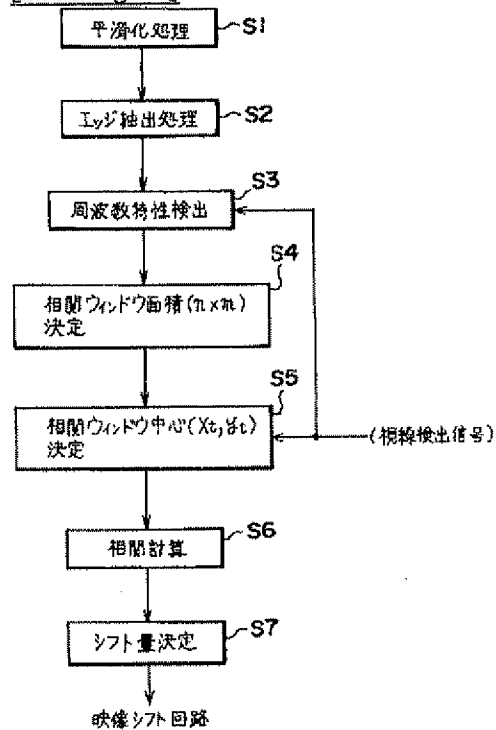 平滑化処理
S1
エッジ抽出処理
S2
S3
周波数特性検出
S4
相関ウィンドウ面積(n×m)
決定
S5
相関ウィンドウ中心(Xt,yt)
決定
(視線検出信号)
相関計算
S6
シフト量決定
S7
映像シフト回路